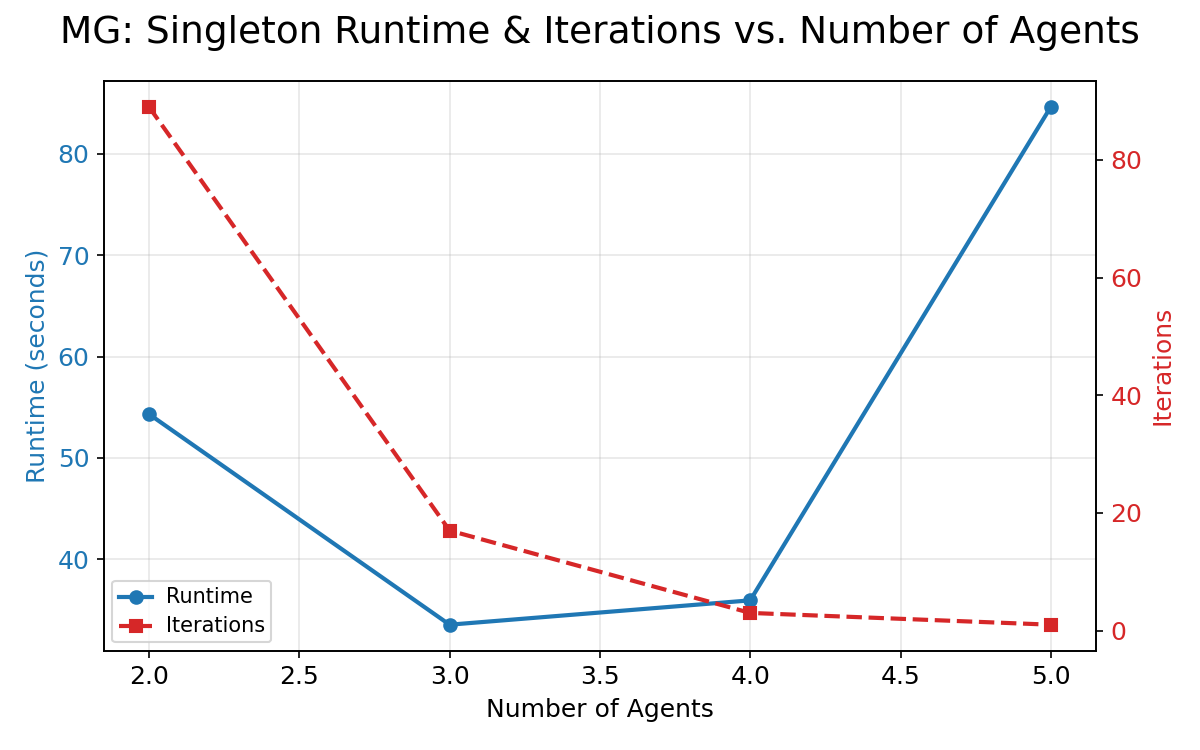 MG: Singleton Runtime & Iterations vs. Number of Agents
Runtime (seconds)
80
70
60
50
40
80
60
40
20
0
Iterations
Runtime
Iterations
2.0 2.5 3.0 3.5 4.0 4.5 5.0
Number of Agents